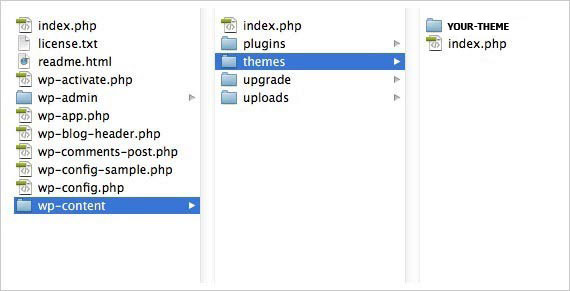 index.php
license.txt
readme.html
wp-activate.php
wp-admin
wp-app.php
wp-blog-header.php
wp-comments-post.php
wp-config-sample.php
wp-config.php
wp-content
index.php
plugins
themes
upgrade
uploads
YOUR-THEME
index.php